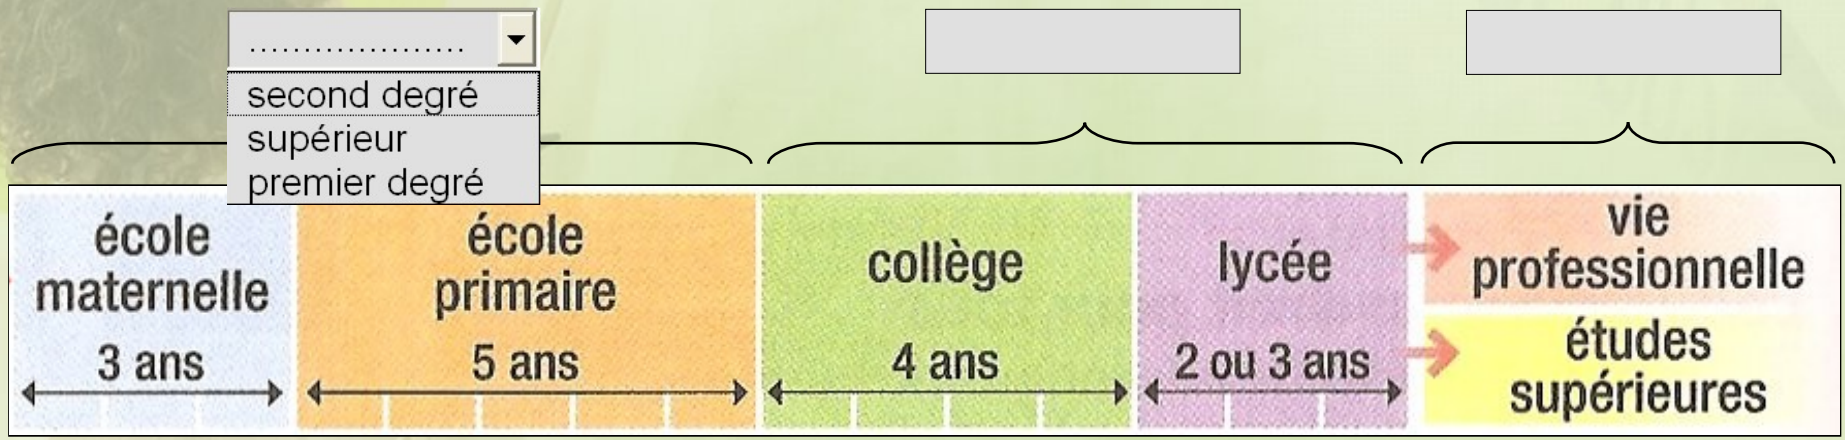 ....................
second degré
supérieur
premier degré
école
maternelle
3 ans
école
primaire
5 ans
collège
4 ans
lycée
2 ou 3 ans
vie
professionnelle
études
supérieures